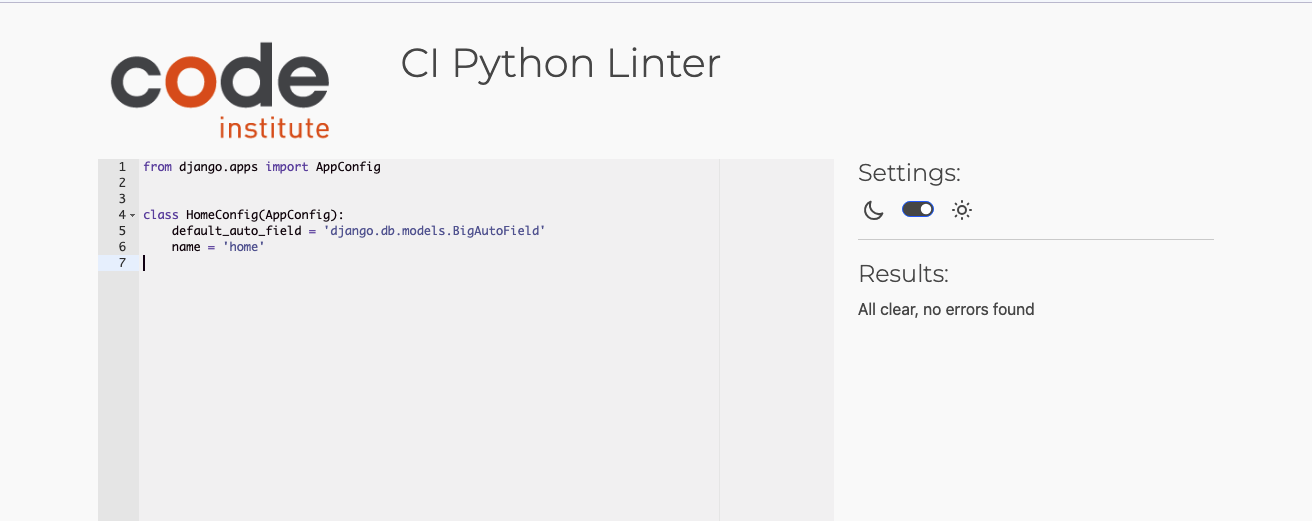 code
institute
CI Python Linter
1 from django.apps import AppConfig
2
3
4 class HomeConfig(AppConfig):
5     default_auto_field = 'django.db.models.BigAutoField'
6     name = 'home'
7
Settings:
Results:
All clear, no errors found